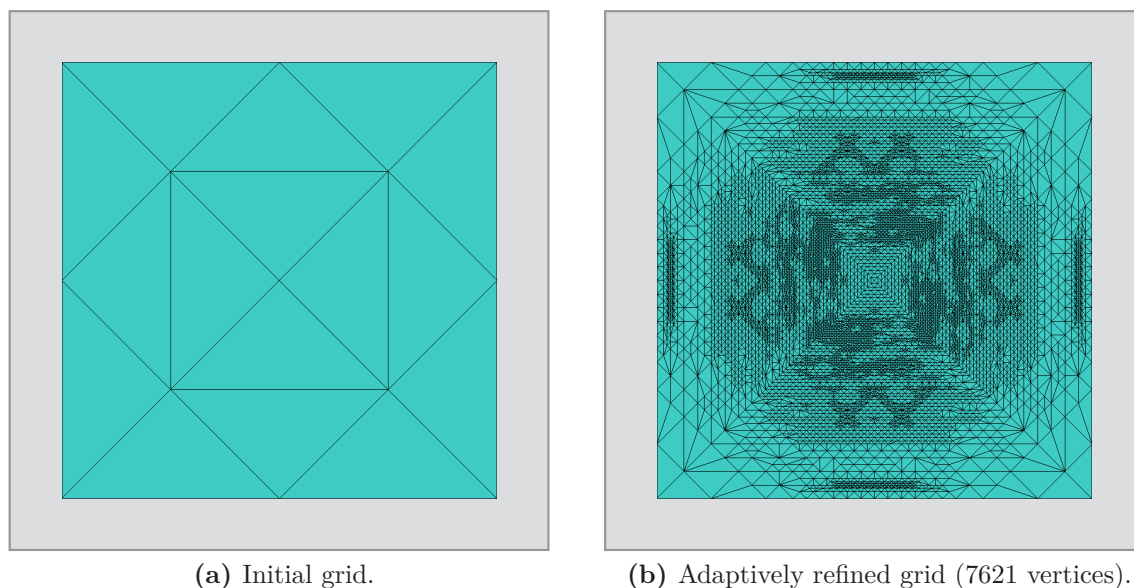 (a) Initial grid.
(b) Adaptively refined grid (7621 vertices).